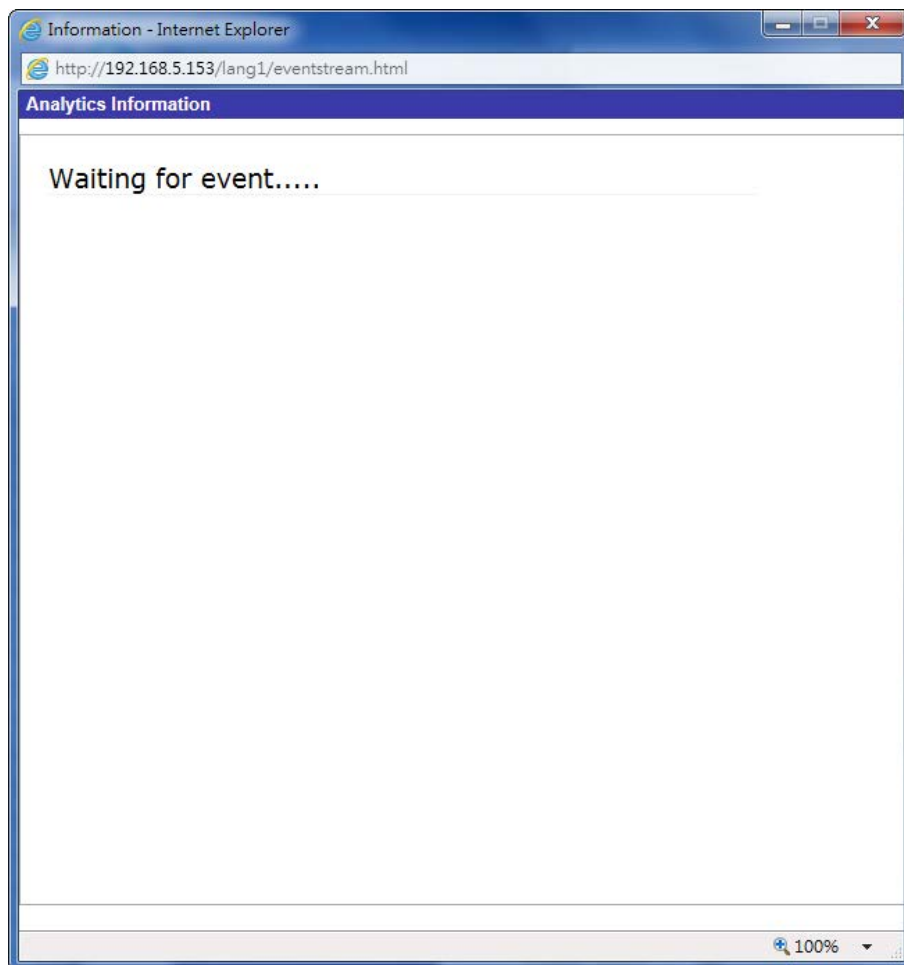 Information - Internet Explorer
http://192.168.5.153/lang1/eventstream.html
Analytics Information
Waiting for event.....
100%